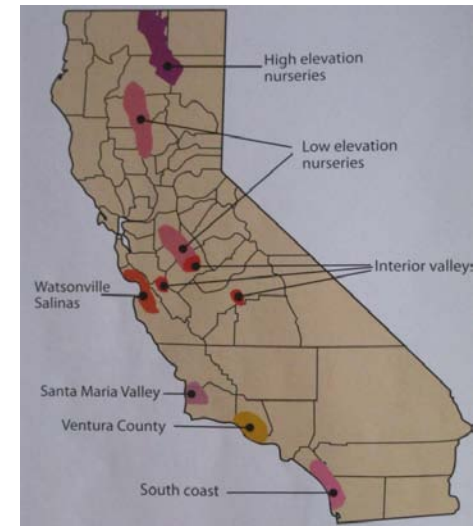 High elevation
nurseries
Low elevation
nurseries
Interior valleys
Watsonville
Salinas
Santa Maria Valley
Ventura County
South coast